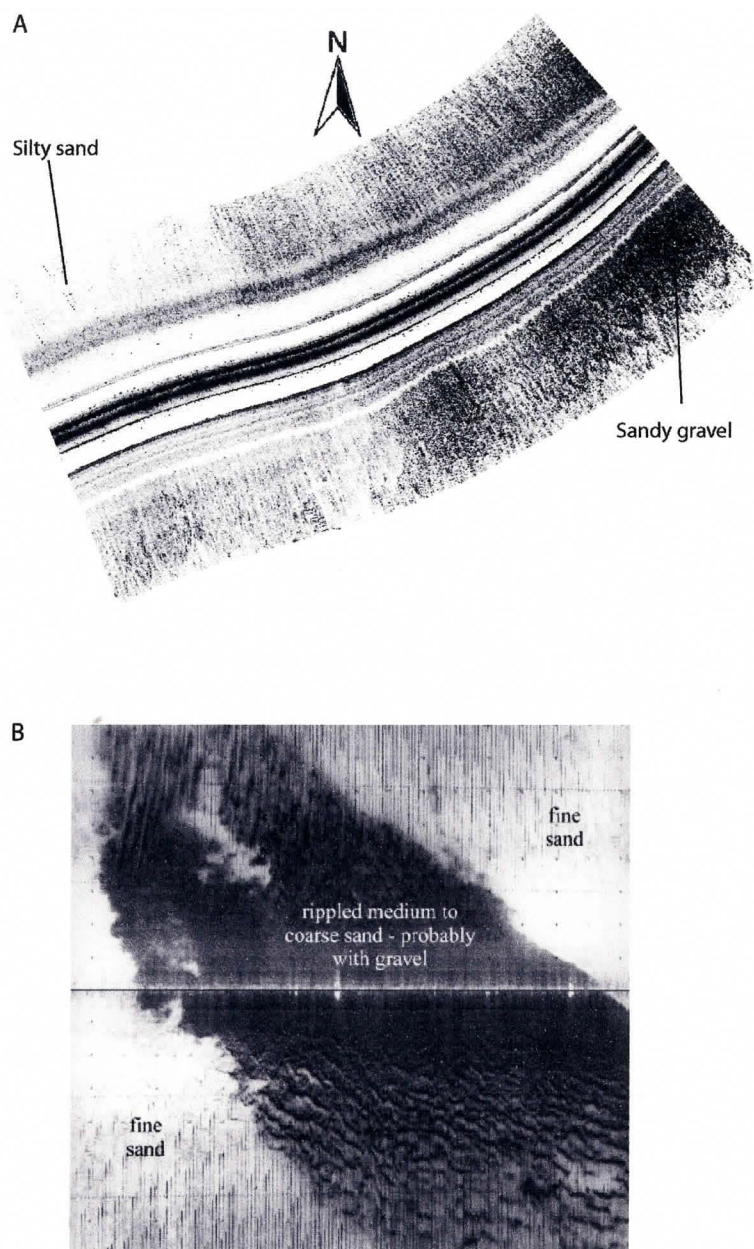 A
N
Silty sand
Sandy gravel
B
fine
sand
rippled medium to
coarse sand - probably
with gravel
fine
sand